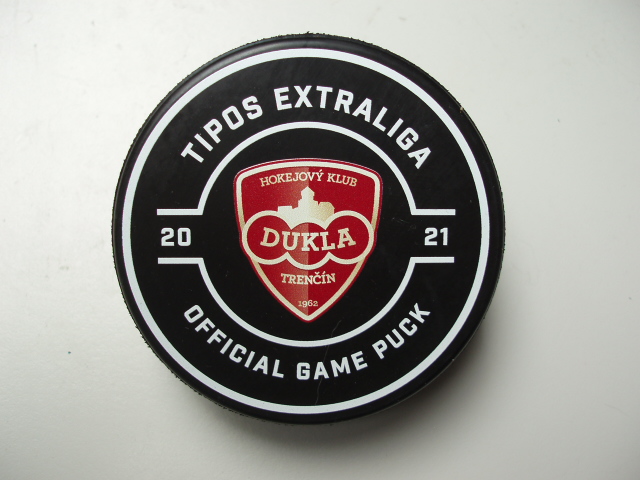 TIPOS EXTRALIGA
HOKEJOVÝ KLUB
DUKLA
TRENČÍN
1962
20 21
OFFICIAL GAME PUCK